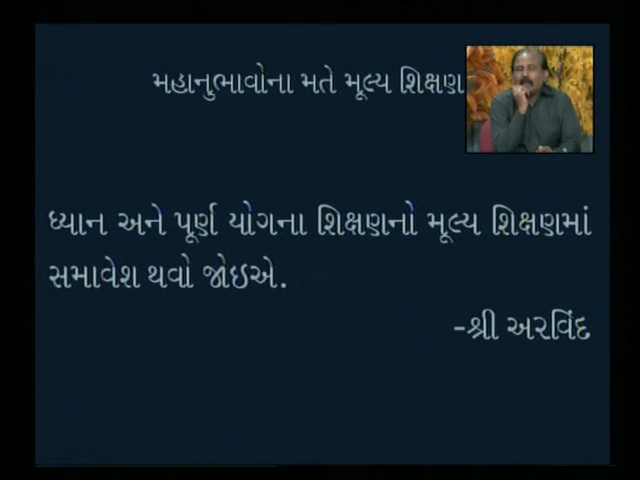 મહાનુભાવોના મતે મૂલ્ય શિક્ષણ
ધ્યાન અને પૂર્ણ યોગના શિક્ષણનો મૂલ્ય શિક્ષણમાં
સમાવેશ થવો જોઇએ.
-શ્રી અરવિંદ